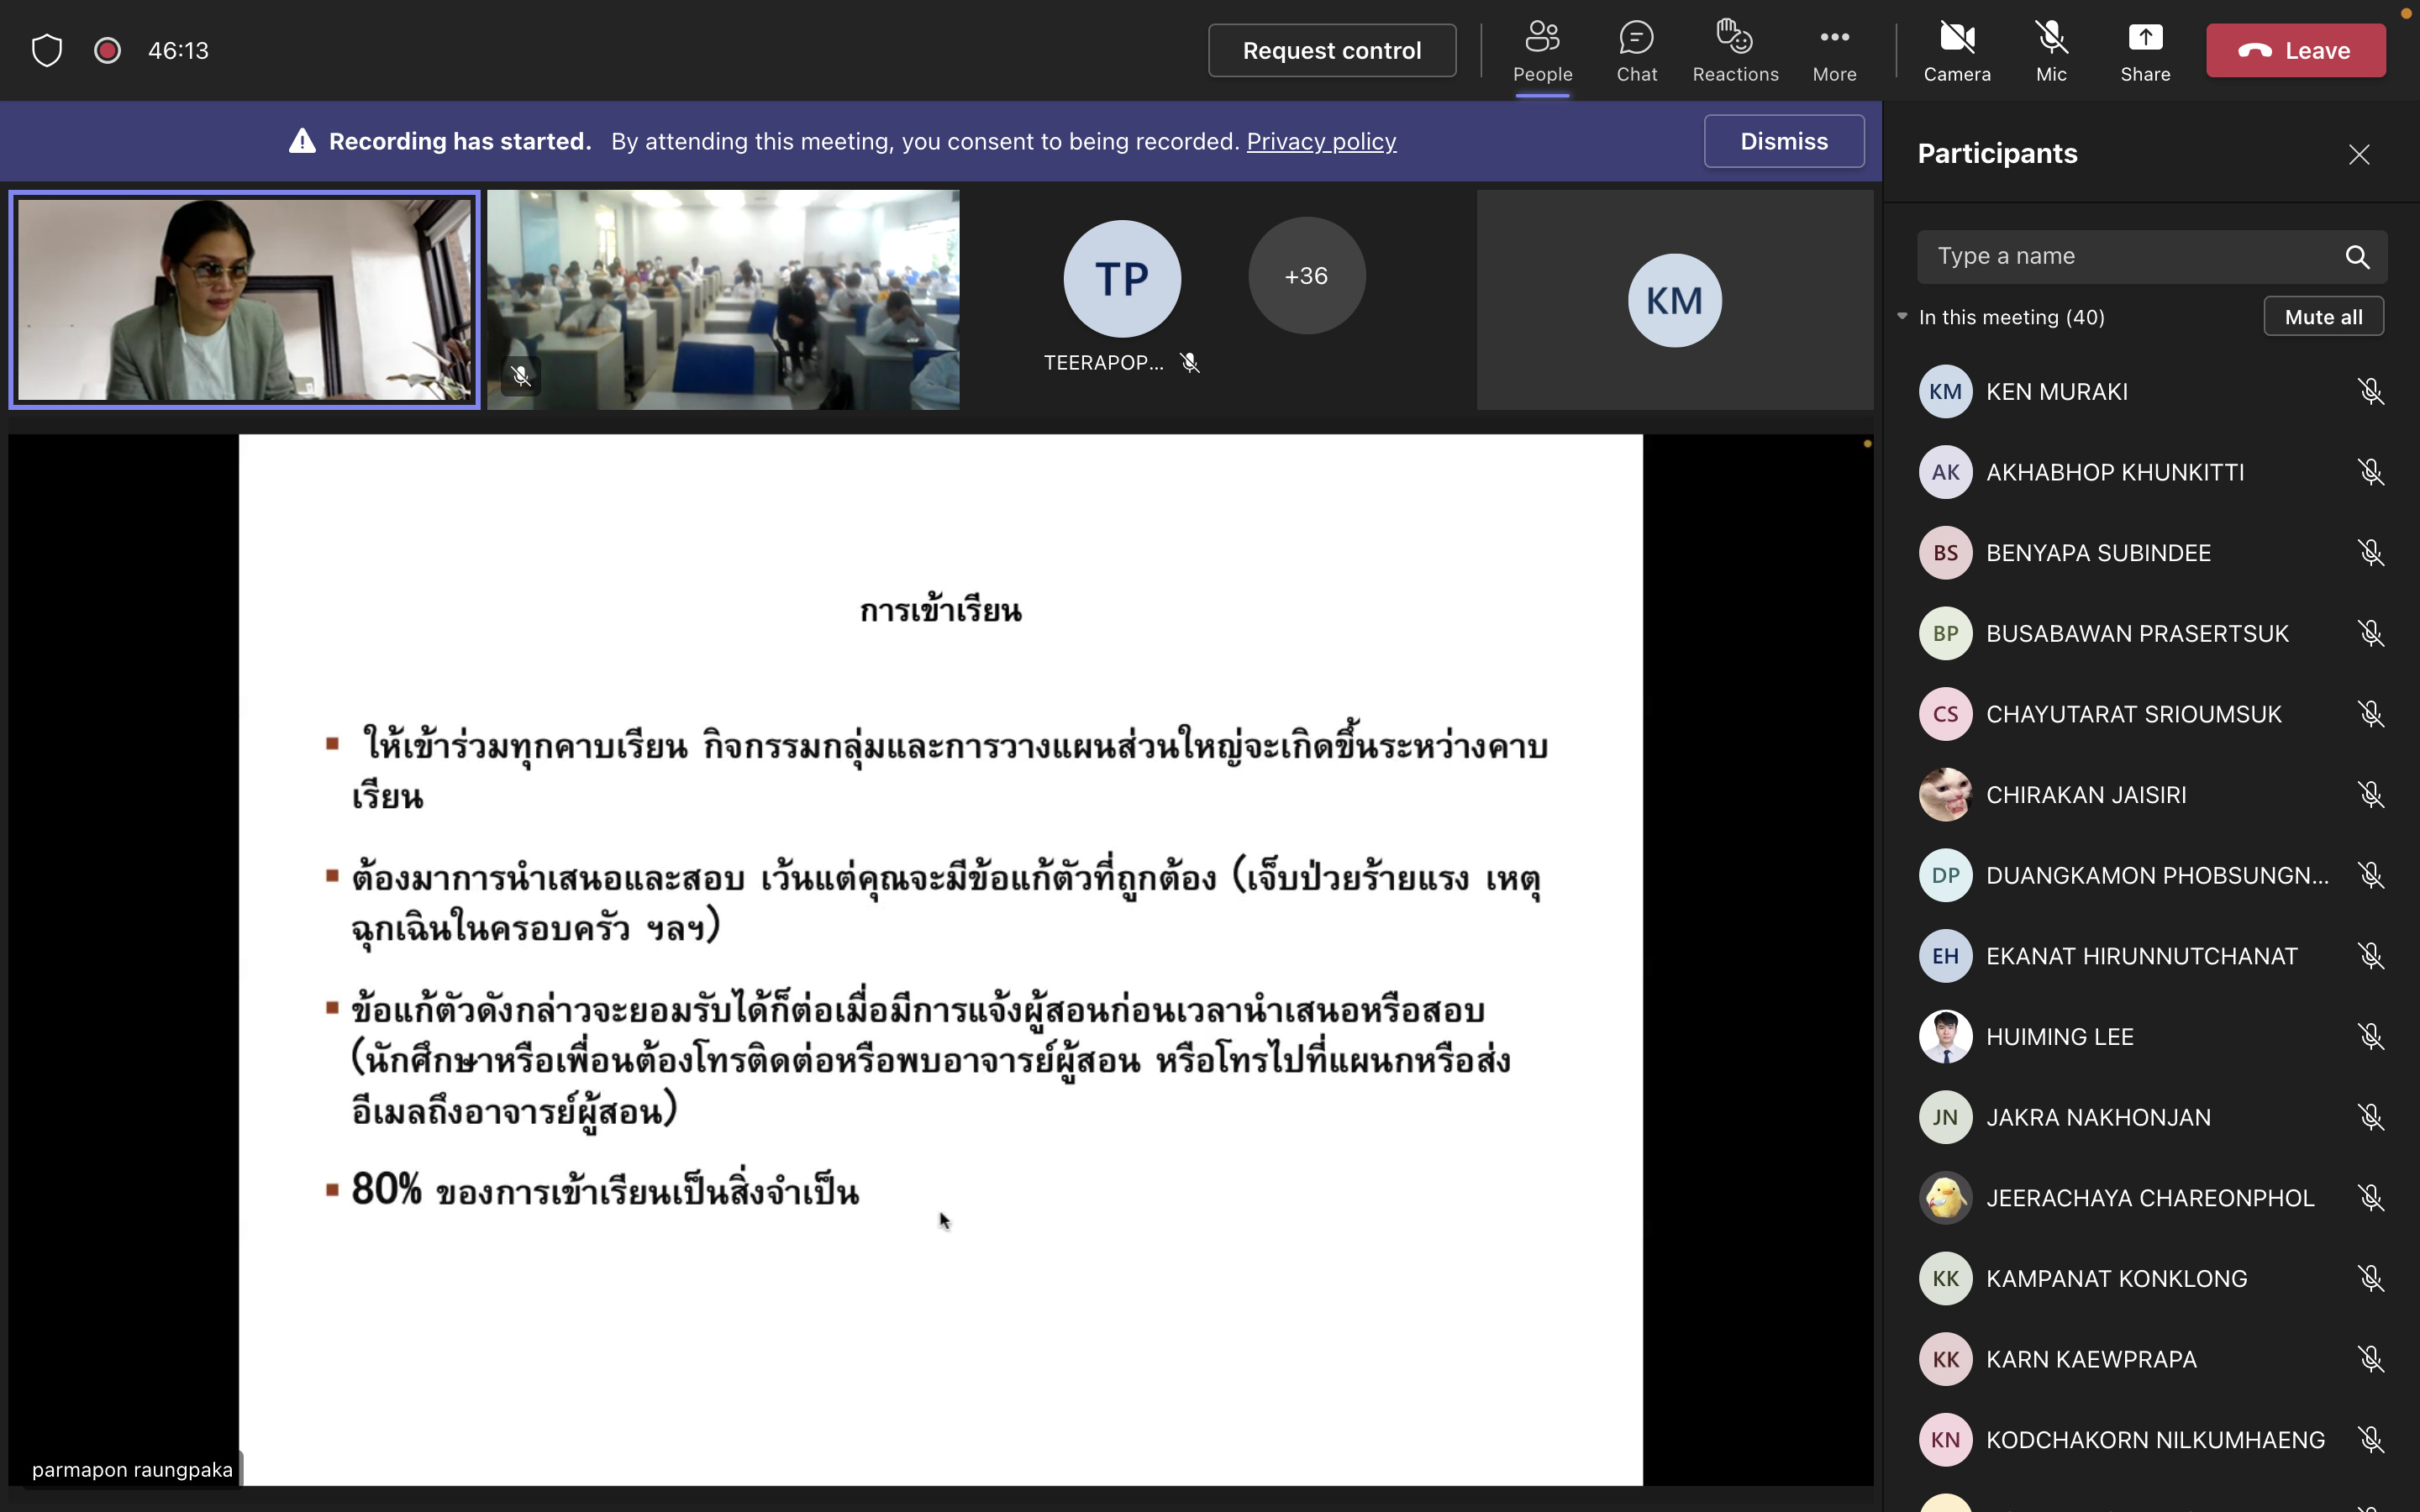 46:13
Request control
People
Chat
Reactions
More
Camera
Mic
Share
Leave
Recording has started. By attending this meeting, you consent to being recorded. Privacy policy
Dismiss
TP
TEERAPOP...
+36
KM
การเข้าเรียน
ให้เข้าร่วมทุกคาบเรียน กิจกรรมกลุ่มและการวางแผนส่วนใหญ่จะเกิดขึ้นระหว่างคาบ
เรียน
ต้องมาการนำเสนอและสอบ เว้นแต่คุณจะมีข้อแก้ตัวที่ถูกต้อง (เจ็บป่วยร้ายแรง เหตุ
ฉุกเฉินในครอบครัว ฯลฯ)
ข้อแก้ตัวดังกล่าวจะยอมรับได้ก็ต่อเมื่อมีการแจ้งผู้สอนก่อนเวลานำเสนอหรือสอบ
(นักศึกษาหรือเพื่อนต้องโทรติดต่อหรือพบอาจารย์ผู้สอน หรือโทรไปที่แผนกหรือส่ง
อีเมลถึงอาจารย์ผู้สอน)
80% ของการเข้าเรียนเป็นสิ่งจำเป็น
parmapon raungpaka
Participants
Type a name
In this meeting (40)
Mute all
KM KEN MURAKI
AK AKHABHOP KHUNKITTI
BS BENYAPA SUBINDEE
BP BUSABAWAN PRASERTSUK
CS CHAYUTARAT SRIOUMSUK
CHIRAKAN JAISIRI
DP DUANGKAMON PHOBSUNGN...
EH EKANAT HIRUNNUTCHANAT
HUIMING LEE
JN JAKRA NAKHONJAN
JEERACHAYA CHAREONPHOL
KK KAMPANAT KONKLONG
KK KARN KAEWPRAPA
KN KODCHAKORN NILKUMHAENG